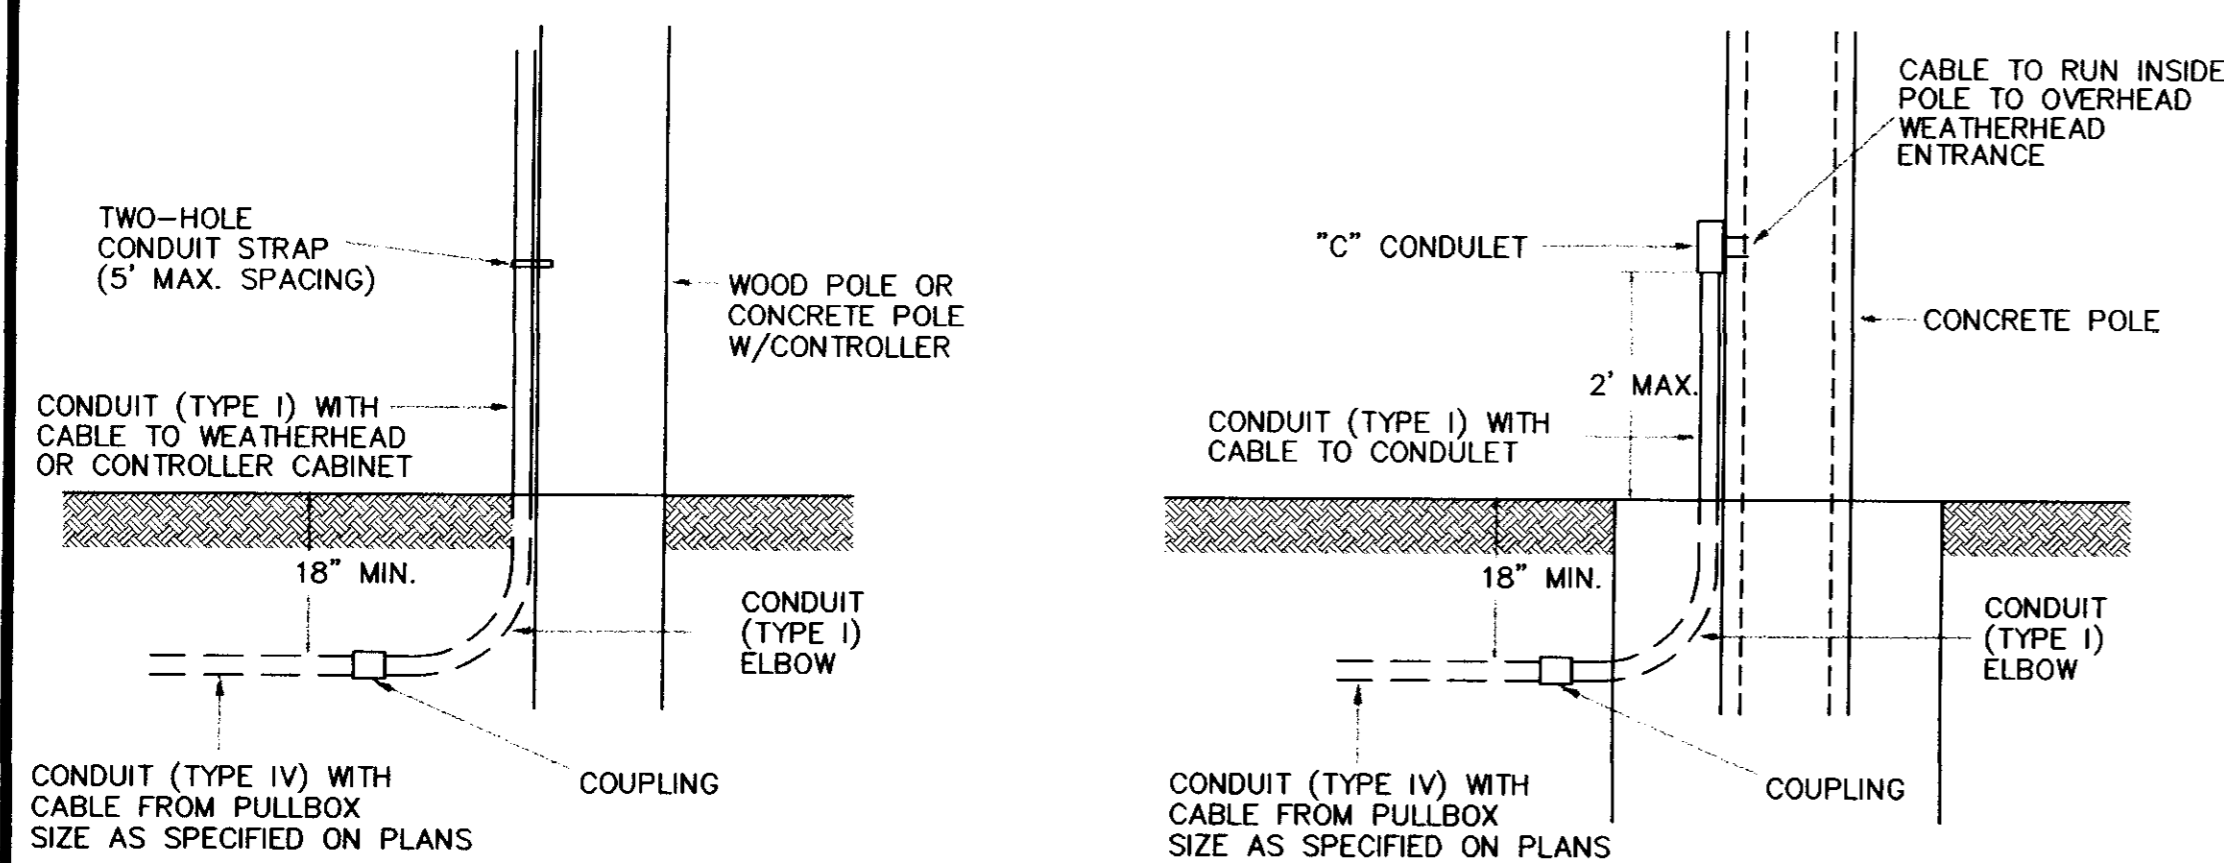 TWO-HOLE
CONDUIT STRAP
(5' MAX. SPACING)
WOOD POLE OR
CONCRETE POLE
W/CONTROLLER
CONDUIT (TYPE I) WITH
CABLE TO WEATHERHEAD
OR CONTROLLER CABINET
18" MIN.
CONDUIT
(TYPE I)
ELBOW
CONDUIT (TYPE IV) WITH
CABLE FROM PULLBOX
SIZE AS SPECIFIED ON PLANS
COUPLING
CABLE TO RUN INSIDE
POLE TO OVERHEAD
WEATHERHEAD
ENTRANCE
"C" CONDULET
CONCRETE POLE
2' MAX.
CONDUIT (TYPE I) WITH
CABLE TO CONDULET
18" MIN.
CONDUIT
(TYPE I)
ELBOW
CONDUIT (TYPE IV) WITH
CABLE FROM PULLBOX
SIZE AS SPECIFIED ON PLANS
COUPLING